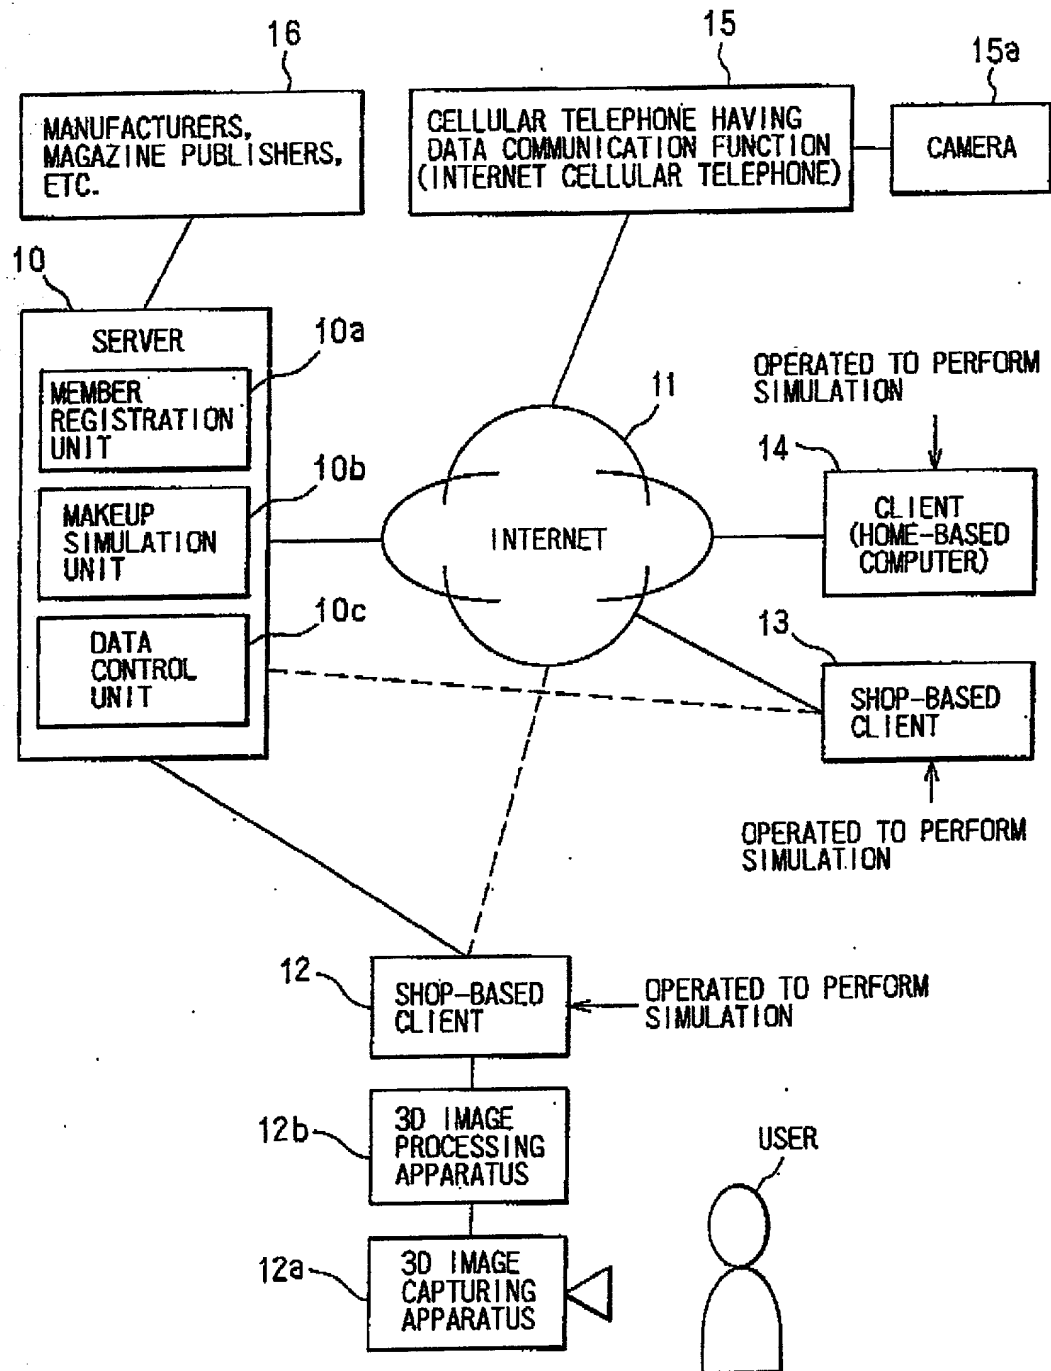 16
MANUFACTURERS,
MAGAZINE PUBLISHERS,
ETC.
15
CELLULAR TELEPHONE HAVING
DATA COMMUNICATION FUNCTION
(INTERNET CELLULAR TELEPHONE)
15a
CAMERA
10
SERVER
10a
MEMBER
REGISTRATION
UNIT
10b
MAKEUP
SIMULATION
UNIT
10c
DATA
CONTROL
UNIT
11
INTERNET
OPERATED TO PERFORM
SIMULATION
14
CLIENT
(HOME-BASED
COMPUTER)
13
SHOP-BASED
CLIENT
OPERATED TO PERFORM
SIMULATION
12
SHOP-BASED
CLIENT
OPERATED TO PERFORM
SIMULATION
12b
3D IMAGE
PROCESSING
APPARATUS
12a
3D IMAGE
CAPTURING
APPARATUS
USER